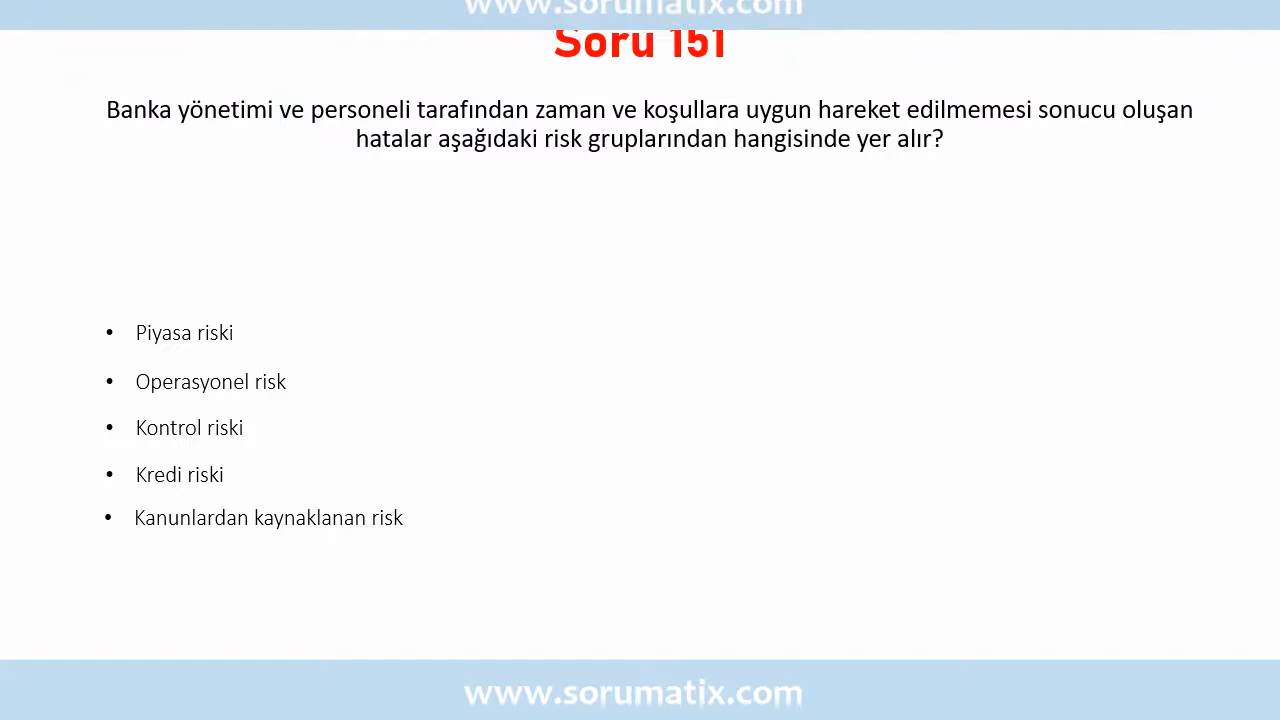 www.sorumatix.com
Soru 151
Banka yönetimi ve personeli tarafından zaman ve koşullara uygun hareket edilmemesi sonucu oluşan
hatalar aşağıdaki risk gruplarından hangisinde yer alır?
• Piyasa riski
• Operasyonel risk
• Kontrol riski
• Kredi riski
• Kanunlardan kaynaklanan risk
www.sorumatix.com